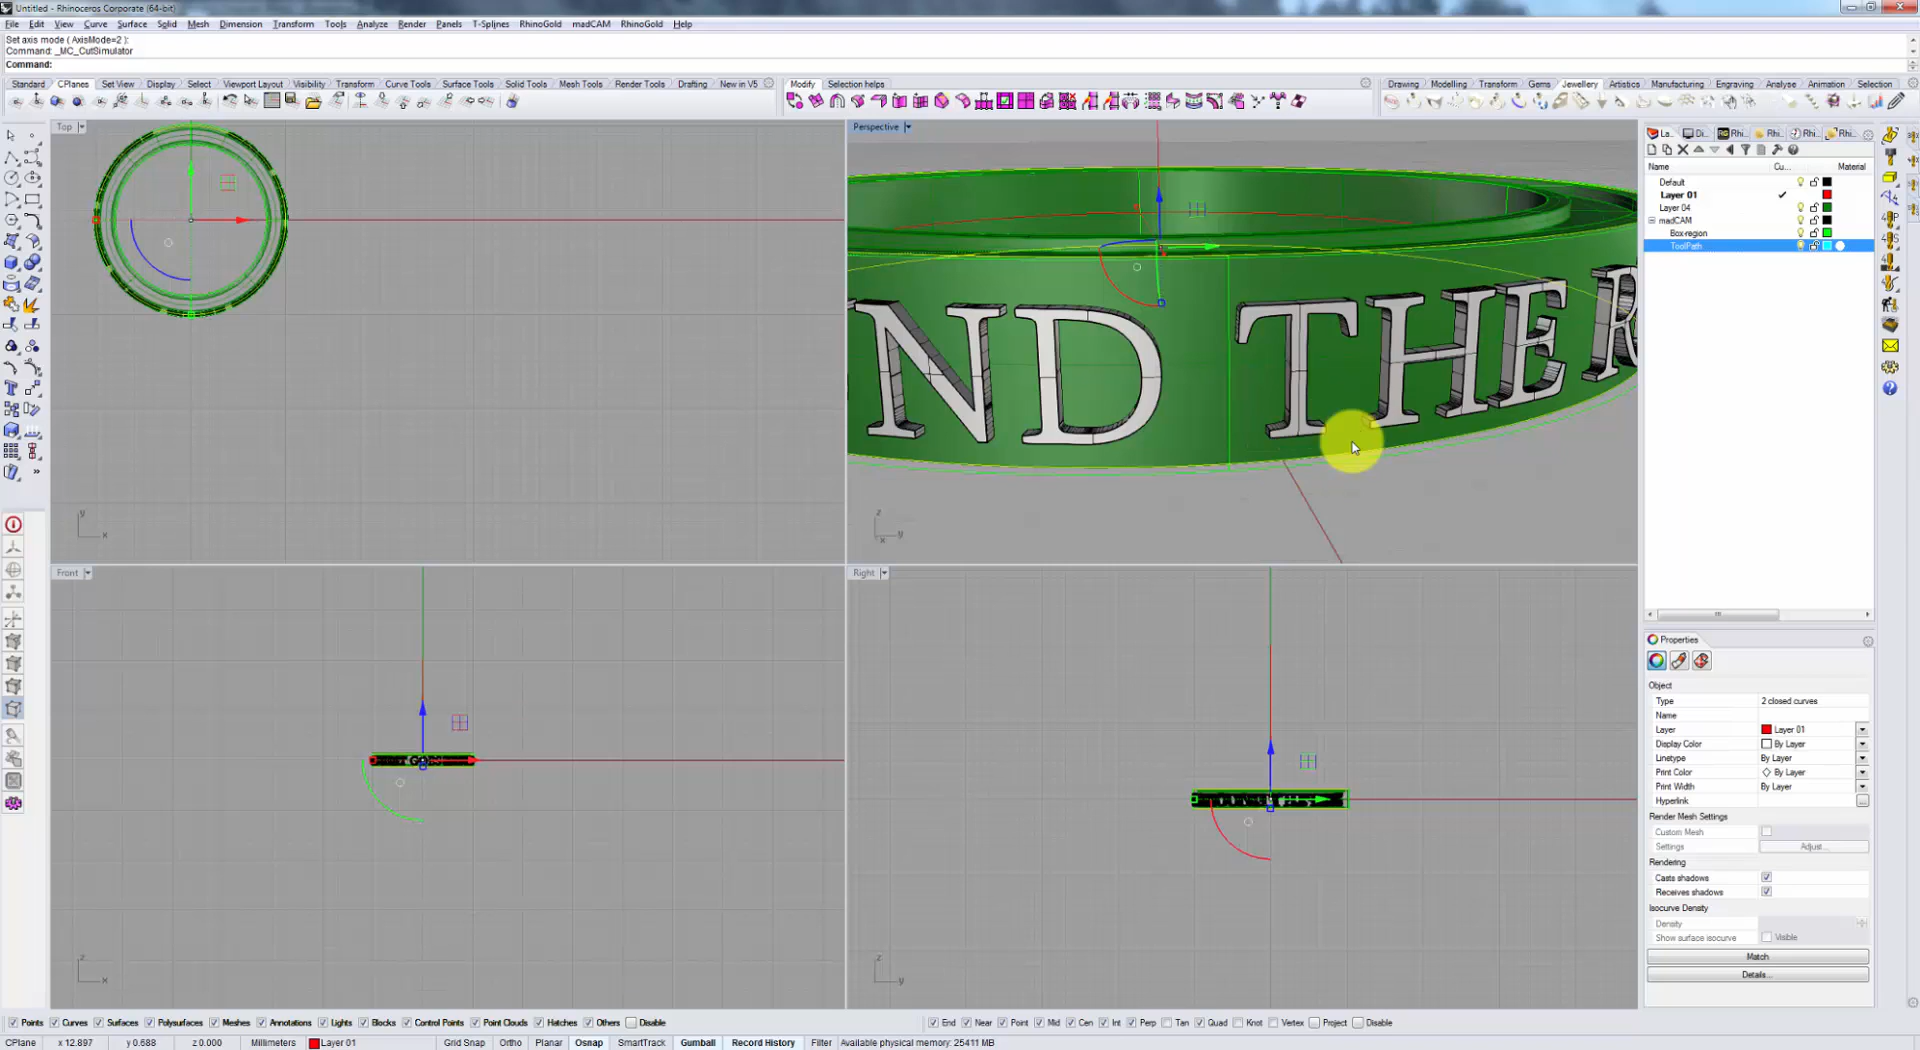 Untitled - Rhinoceros Corporate (64-bit)
File Edit View Curve Surface Solid Mesh Dimension Transform Tools Analyze Render Panels T-Splines RhinoGold madCAM RhinoGold Help
Set axis mode ( AxisMode=2 ):
Command: _MC_CutSimulator
Command:
Standard CPlanes Set View Display Select Viewport Layout Visibility Transform Curve Tools Surface Tools Solid Tools Mesh Tools Render Tools Drafting New in V5 Modify Selection helps Drawing Modelling Transform Gems Jewellery Artistics Manufacturing Engraving Analyse Animation Selection
Top
Perspective
La... Di... Rhi... Rhi... Rhi... Rhi...
Name Cu... Material
Default
Layer 01
Layer 04
madCAM
Box-region
ToolPath
ND THER
y
x
z
x y
Front
Right
z
x
z
y
Properties
Object
Type 2 closed curves
Name
Layer Layer 01
Display Color By Layer
Linetype By Layer
Print Color By Layer
Print Width By Layer
Hyperlink ...
Render Mesh Settings
Custom Mesh
Settings Adjust...
Rendering
Casts shadows
Receives shadows
Isocurve Density
Density
Show surface isocurve Visible
Match
Details...
Points Curves Surfaces Polysurfaces Meshes Annotations Lights Blocks Control Points Point Clouds Hatches Others Disable End Near Point Mid Cen Int Perp Tan Quad Knot Vertex Project Disable
CPlane x 12.897 y 0.688 z 0.000 Millimeters Layer 01 Grid Snap Ortho Planar Osnap SmartTrack Gumball Record History Filter Available physical memory: 25411 MB